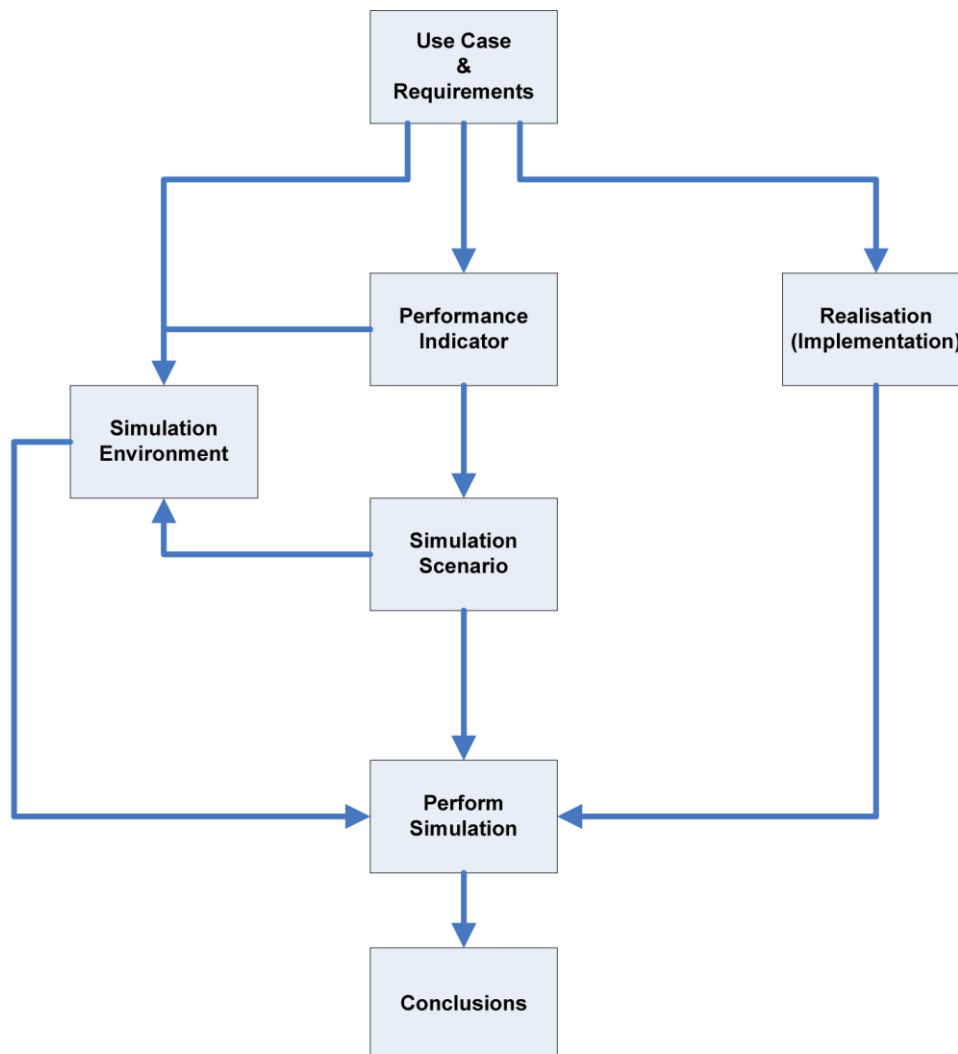 Use Case
&
Requirements
Performance
Indicator
Realisation
(Implementation)
Simulation
Environment
Simulation
Scenario
Perform
Simulation
Conclusions